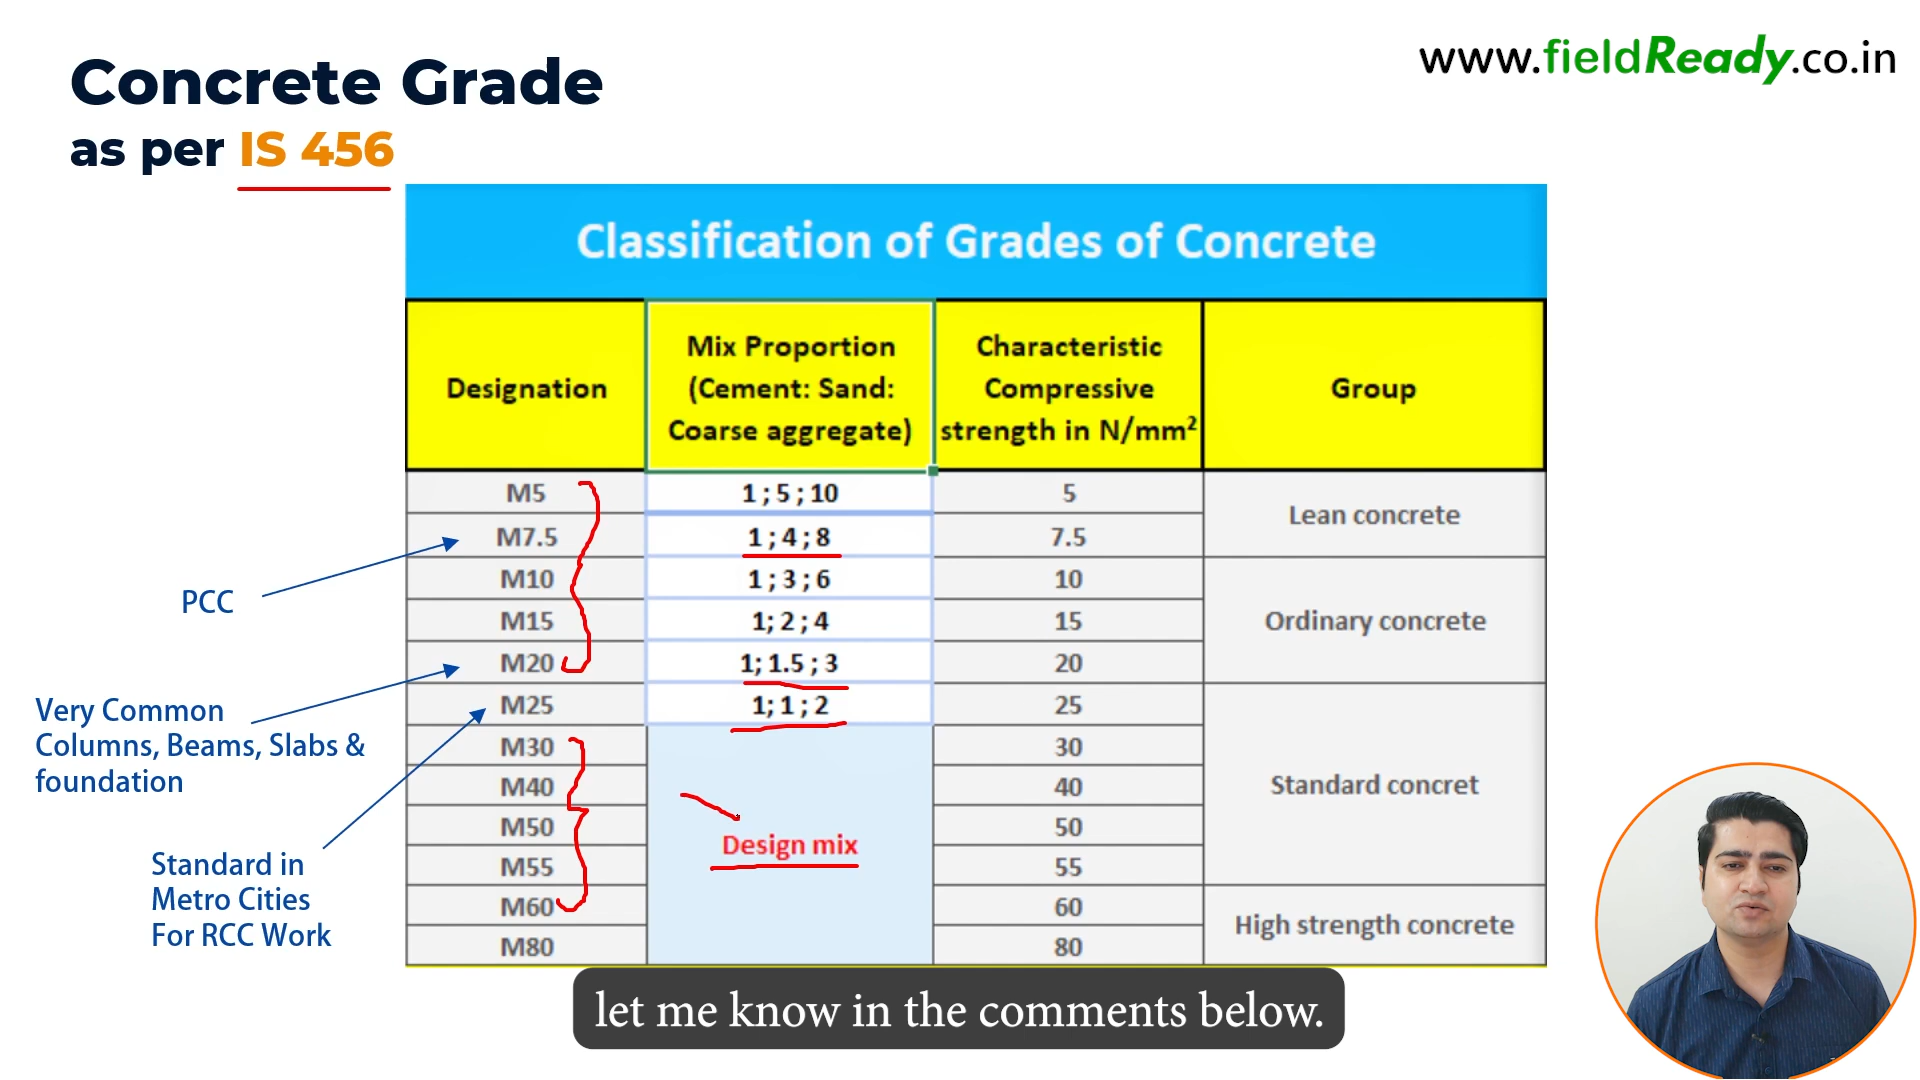 Concrete Grade
as per IS 456
www.fieldReady.co.in
Classification of Grades of Concrete
Designation
Mix Proportion
(Cement: Sand:
Coarse aggregate)
Characteristic
Compressive
strength in N/mm²
Group
M5 1 ; 5 ; 10 5
Lean concrete
M7.5 1 ; 4 ; 8 7.5
M10 1 ; 3 ; 6 10
M15 1; 2 ; 4 15 Ordinary concrete
M20 1; 1.5 ; 3 20
M25 1; 1 ; 2 25
M30 30
M40 40 Standard concret
M50 50
Design mix
M55 55
M60 60
High strength concrete
M80 80
PCC
Very Common
Columns, Beams, Slabs &
foundation
Standard in
Metro Cities
For RCC Work
let me know in the comments below.